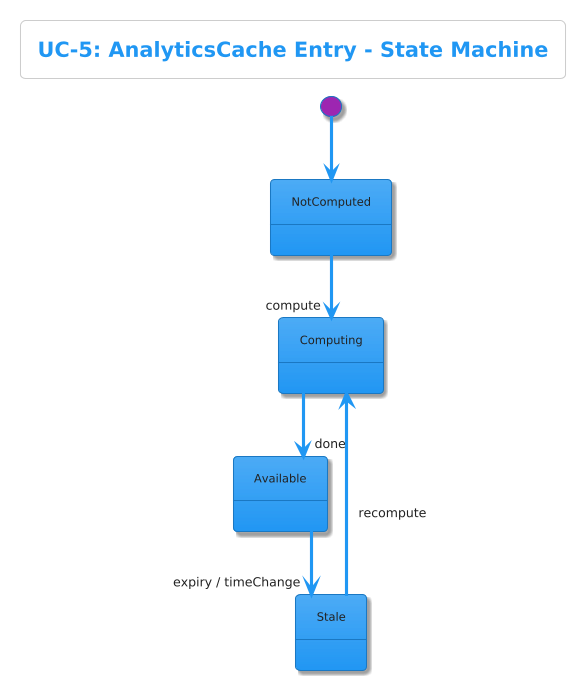 UC-5: AnalyticsCache Entry - State Machine
NotComputed
compute
Computing
done
Available
recompute
expiry / timeChange
Stale